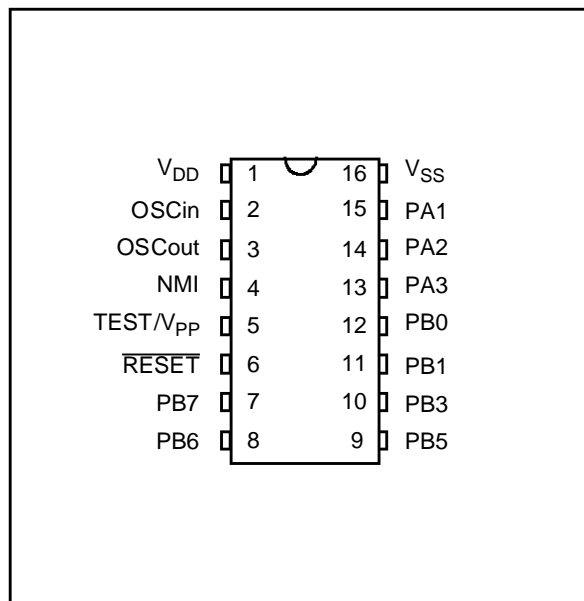 VDD 1 16 VSS
OSCin 2 15 PA1
OSCout 3 14 PA2
NMI 4 13 PA3
TEST/VPP 5 12 PB0
RESET 6 11 PB1
PB7 7 10 PB3
PB6 8 9 PB5